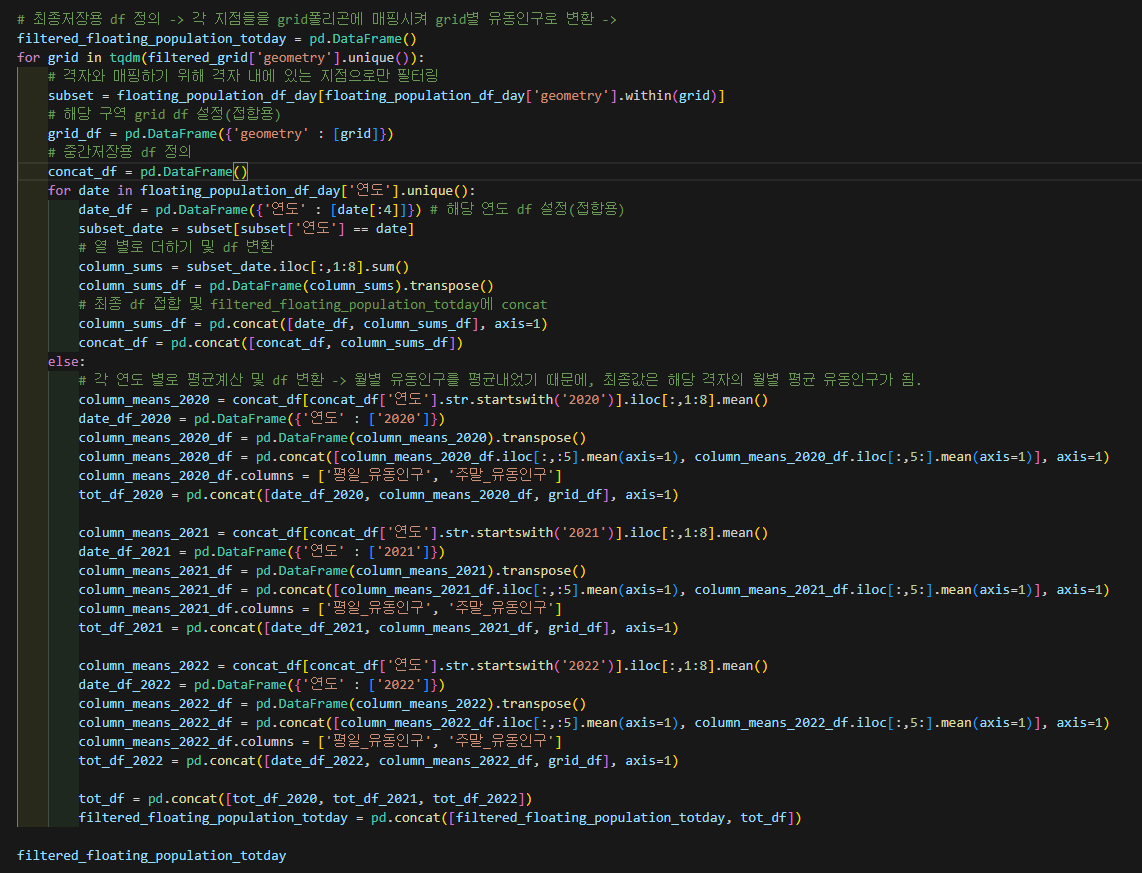 # 최종저장용 df 정의 -> 각 지점들을 grid폴리곤에 매핑시켜 grid별 유동인구로 변환 ->
filtered_floating_population_totday = pd.DataFrame()
for grid in tqdm(filtered_grid['geometry'].unique()):
    # 격자와 매핑하기 위해 격자 내에 있는 지점으로만 필터링
    subset = floating_population_df_day[floating_population_df_day['geometry'].within(grid)]
    # 해당 구역 grid df 설정(접합용)
    grid_df = pd.DataFrame({'geometry' : [grid]})
    # 중간저장용 df 정의
    concat_df = pd.DataFrame()
    for date in floating_population_df_day['연도'].unique():
        date_df = pd.DataFrame({'연도' : [date[:4]]}) # 해당 연도 df 설정(접합용)
        subset_date = subset[subset['연도'] == date]
        # 열 별로 더하기 및 df 변환
        column_sums = subset_date.iloc[:,1:8].sum()
        column_sums_df = pd.DataFrame(column_sums).transpose()
        # 최종 df 접합 및 filtered_floating_population_totday에 concat
        column_sums_df = pd.concat([date_df, column_sums_df], axis=1)
        concat_df = pd.concat([concat_df, column_sums_df])
    else:
        # 각 연도 별로 평균계산 및 df 변환 -> 월별 유동인구를 평균내었기 때문에, 최종값은 해당 격자의 월별 평균 유동인구가 됨.
        column_means_2020 = concat_df[concat_df['연도'].str.startswith('2020')].iloc[:,1:8].mean()
        date_df_2020 = pd.DataFrame({'연도' : ['2020']})
        column_means_2020_df = pd.DataFrame(column_means_2020).transpose()
        column_means_2020_df = pd.concat([column_means_2020_df.iloc[:,:5].mean(axis=1), column_means_2020_df.iloc[:,5:].mean(axis=1)], axis=1)
        column_means_2020_df.columns = ['평일_유동인구', '주말_유동인구']
        tot_df_2020 = pd.concat([date_df_2020, column_means_2020_df, grid_df], axis=1)

        column_means_2021 = concat_df[concat_df['연도'].str.startswith('2021')].iloc[:,1:8].mean()
        date_df_2021 = pd.DataFrame({'연도' : ['2021']})
        column_means_2021_df = pd.DataFrame(column_means_2021).transpose()
        column_means_2021_df = pd.concat([column_means_2021_df.iloc[:,:5].mean(axis=1), column_means_2021_df.iloc[:,5:].mean(axis=1)], axis=1)
        column_means_2021_df.columns = ['평일_유동인구', '주말_유동인구']
        tot_df_2021 = pd.concat([date_df_2021, column_means_2021_df, grid_df], axis=1)

        column_means_2022 = concat_df[concat_df['연도'].str.startswith('2022')].iloc[:,1:8].mean()
        date_df_2022 = pd.DataFrame({'연도' : ['2022']})
        column_means_2022_df = pd.DataFrame(column_means_2022).transpose()
        column_means_2022_df = pd.concat([column_means_2022_df.iloc[:,:5].mean(axis=1), column_means_2022_df.iloc[:,5:].mean(axis=1)], axis=1)
        column_means_2022_df.columns = ['평일_유동인구', '주말_유동인구']
        tot_df_2022 = pd.concat([date_df_2022, column_means_2022_df, grid_df], axis=1)

        tot_df = pd.concat([tot_df_2020, tot_df_2021, tot_df_2022])
        filtered_floating_population_totday = pd.concat([filtered_floating_population_totday, tot_df])

filtered_floating_population_totday